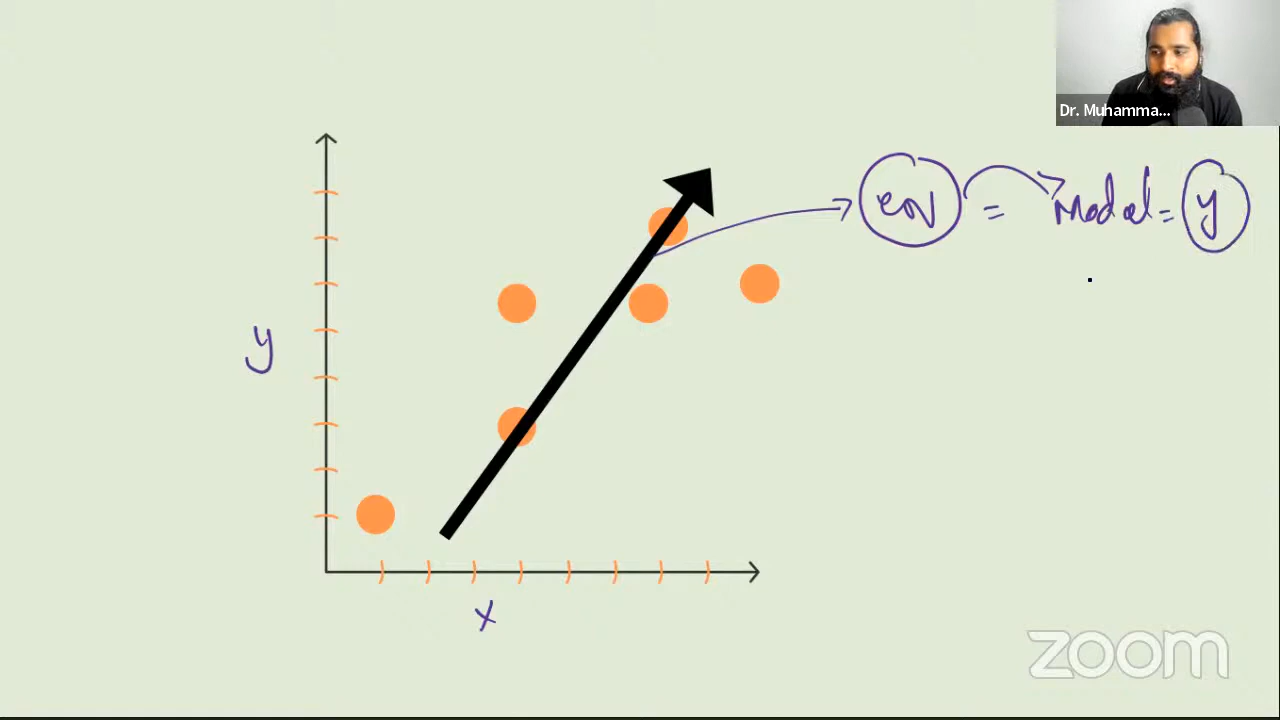 Dr. Muhamma...
eq = model = y
y
x
zoom